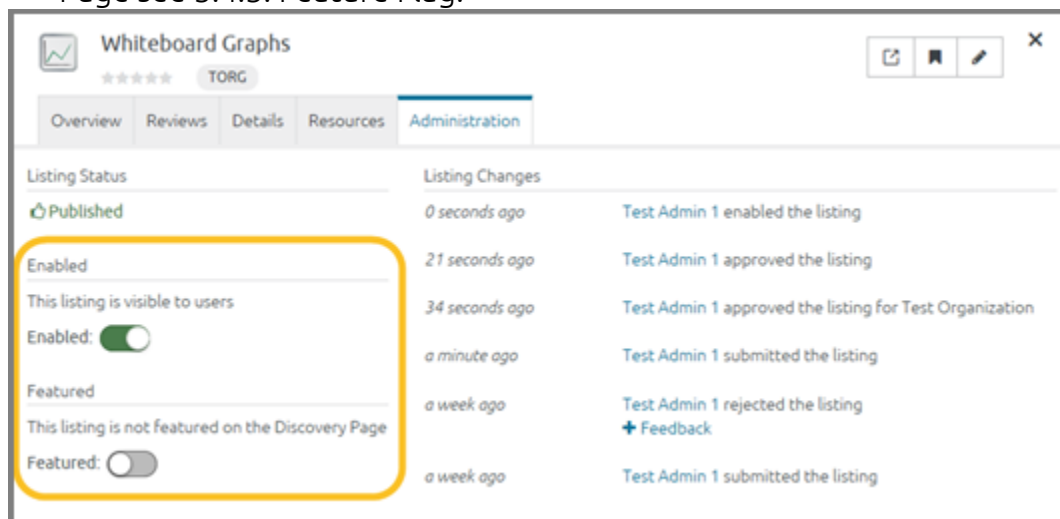 Page see 3.4.3. Feature Flag.
Whiteboard Graphs
TORG
Overview Reviews Details Resources Administration
Listing Status
Published
Enabled
This listing is visible to users
Enabled:
Featured
This listing is not featured on the Discovery Page
Featured:
Listing Changes
0 seconds ago Test Admin 1 enabled the listing
21 seconds ago Test Admin 1 approved the listing
34 seconds ago Test Admin 1 approved the listing for Test Organization
a minute ago Test Admin 1 submitted the listing
a week ago Test Admin 1 rejected the listing
+ Feedback
a week ago Test Admin 1 submitted the listing